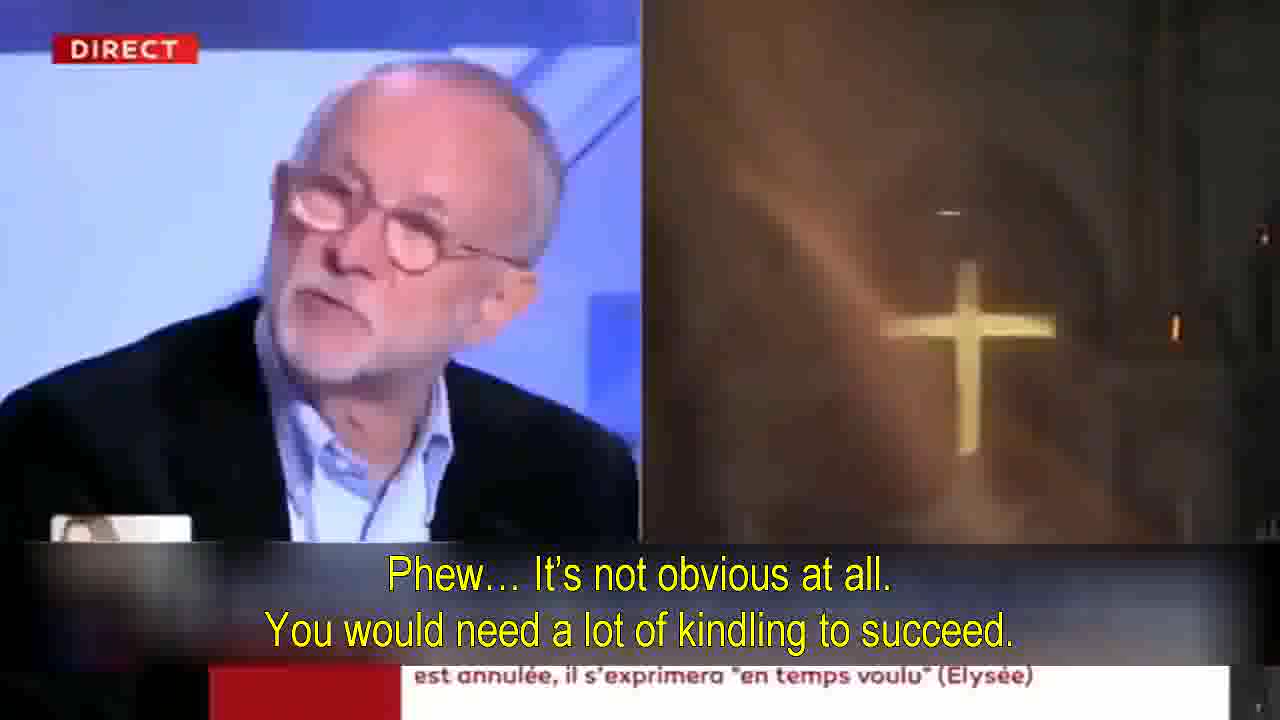 DIRECT
Phew… It’s not obvious at all.
You would need a lot of kindling to succeed.
est annulée, il s'exprimera "en temps voulu" (Elysée)